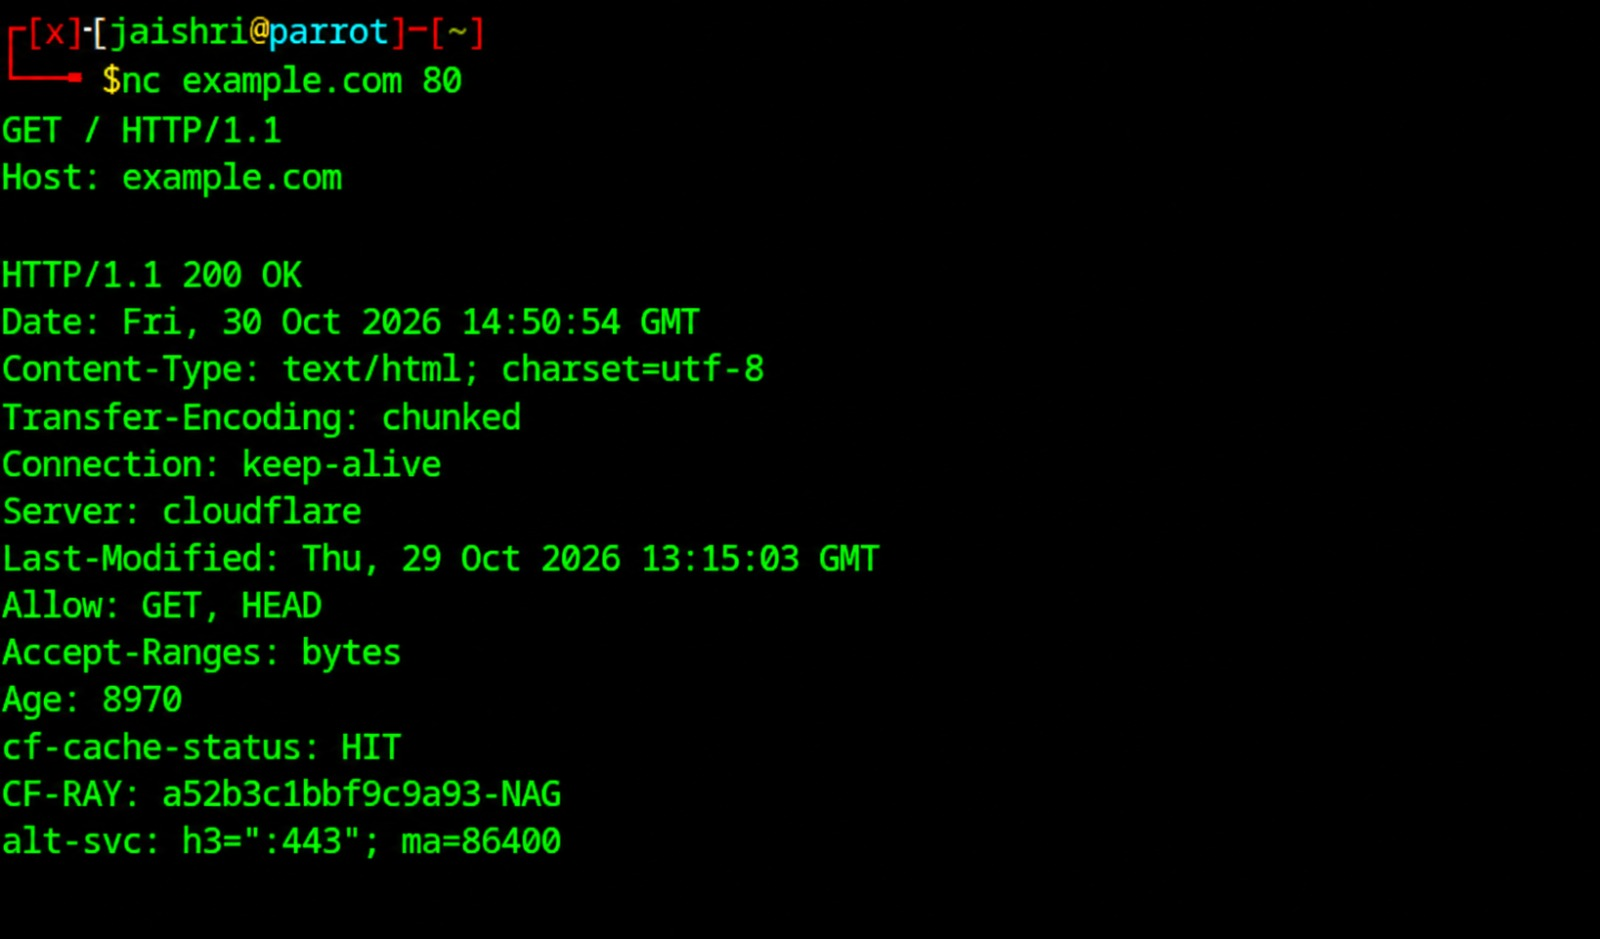 ┌─[x]-[jaishri@parrot]─[~]
└──╼ $nc example.com 80
GET / HTTP/1.1
Host: example.com
HTTP/1.1 200 OK
Date: Fri, 30 Oct 2026 14:50:54 GMT
Content-Type: text/html; charset=utf-8
Transfer-Encoding: chunked
Connection: keep-alive
Server: cloudflare
Last-Modified: Thu, 29 Oct 2026 13:15:03 GMT
Allow: GET, HEAD
Accept-Ranges: bytes
Age: 8970
cf-cache-status: HIT
CF-RAY: a52b3c1bbf9c9a93-NAG
alt-svc: h3=":443"; ma=86400